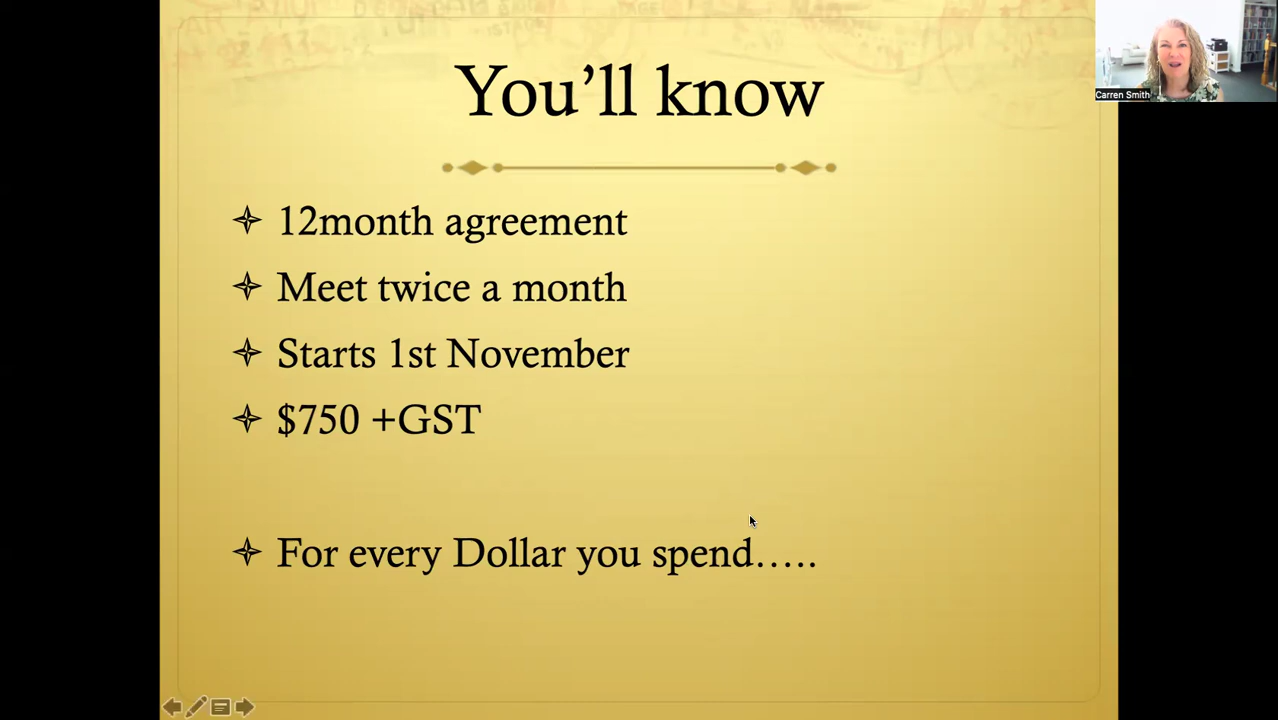 You’ll know
Carren Smith
12month agreement
Meet twice a month
Starts 1st November
$750 +GST
For every Dollar you spend…..